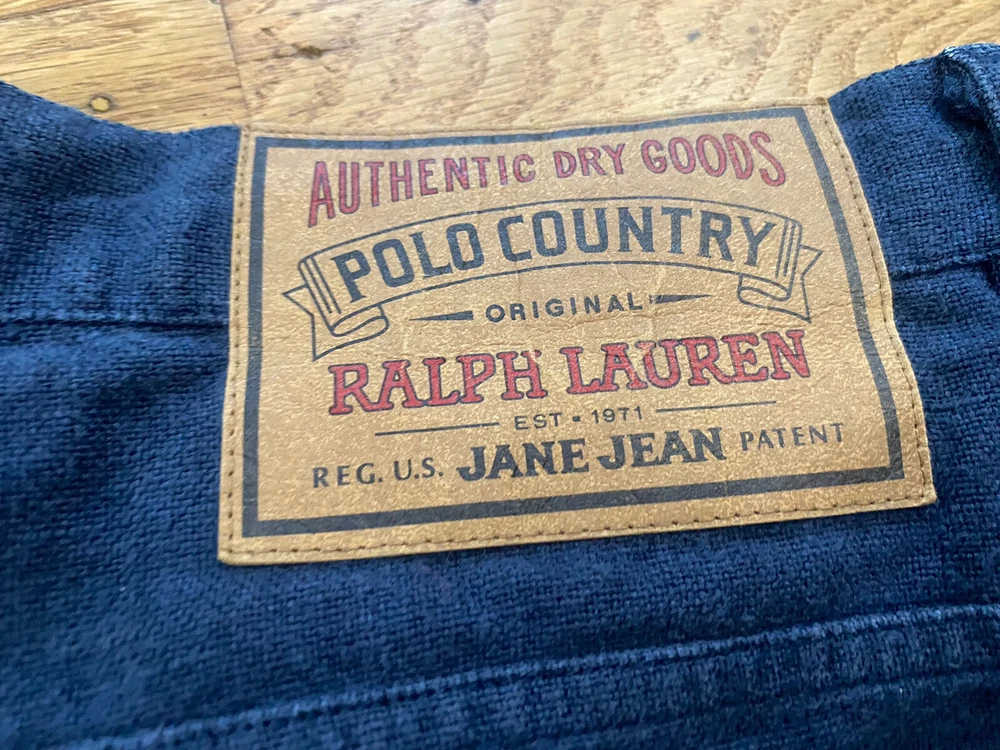 AUTHENTIC DRY GOODS
POLO COUNTRY
ORIGINAL
RALPH LAUREN
EST • 1971
REG. U.S. JANE JEAN PATENT